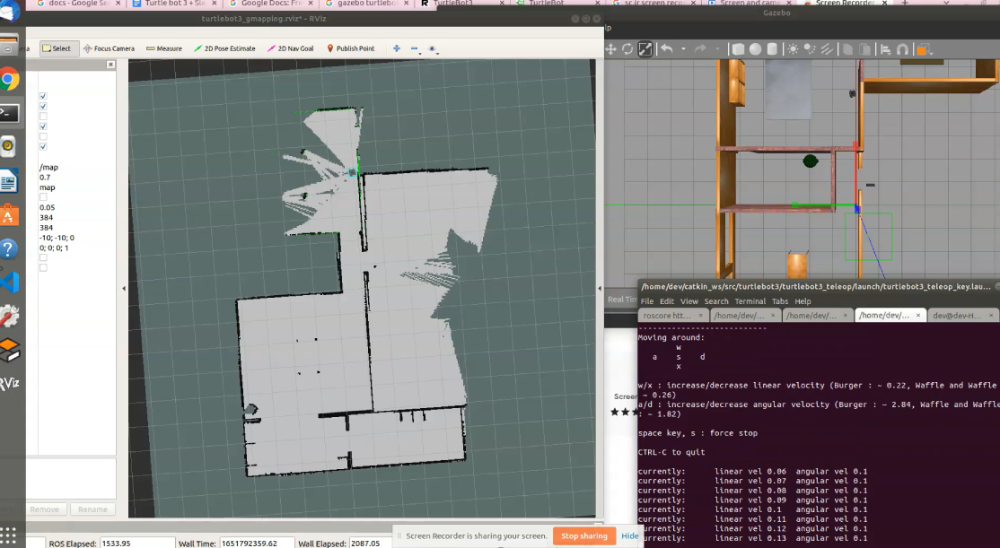 docs - Google Se
Turtle bot 3 + Sl
Google Docs: Fre
gazebo turtlebot
TurtleBot3
TurtleBot
sc.ir screen recor
Screen and came
Screen Recorder
turtlebot3_gmapping.rviz* - RViz
Gazebo
Select
Focus Camera
Measure
2D Pose Estimate
2D Nav Goal
Publish Point
lp
/map
0.7
map
0.05
384
384
-10; -10; 0
0; 0; 0; 1
RViz
Real Time
Screen
Remove
Rename
ROS Elapsed:
1533.95
Wall Time:
1651792359.62
Wall Elapsed:
2087.05
Screen Recorder is sharing your screen.
Stop sharing
Hide
/home/dev/catkin_ws/src/turtlebot3/turtlebot3_teleop/launch/turtlebot3_teleop_key.lau...
File Edit View Search Terminal Tabs Help
roscore htt...
/home/dev/...
/home/dev/...
/home/dev/...
dev@dev-H...
---------------------------
Moving around:
w
a s d
x
w/x : increase/decrease linear velocity (Burger : ~ 0.22, Waffle and Waffle
~ 0.26)
a/d : increase/decrease angular velocity (Burger : ~ 2.84, Waffle and Waffle
: ~ 1.82)
space key, s : force stop
CTRL-C to quit
currently: linear vel 0.06 angular vel 0.1
currently: linear vel 0.07 angular vel 0.1
currently: linear vel 0.08 angular vel 0.1
currently: linear vel 0.09 angular vel 0.1
currently: linear vel 0.1 angular vel 0.1
currently: linear vel 0.11 angular vel 0.1
currently: linear vel 0.12 angular vel 0.1
currently: linear vel 0.13 angular vel 0.1